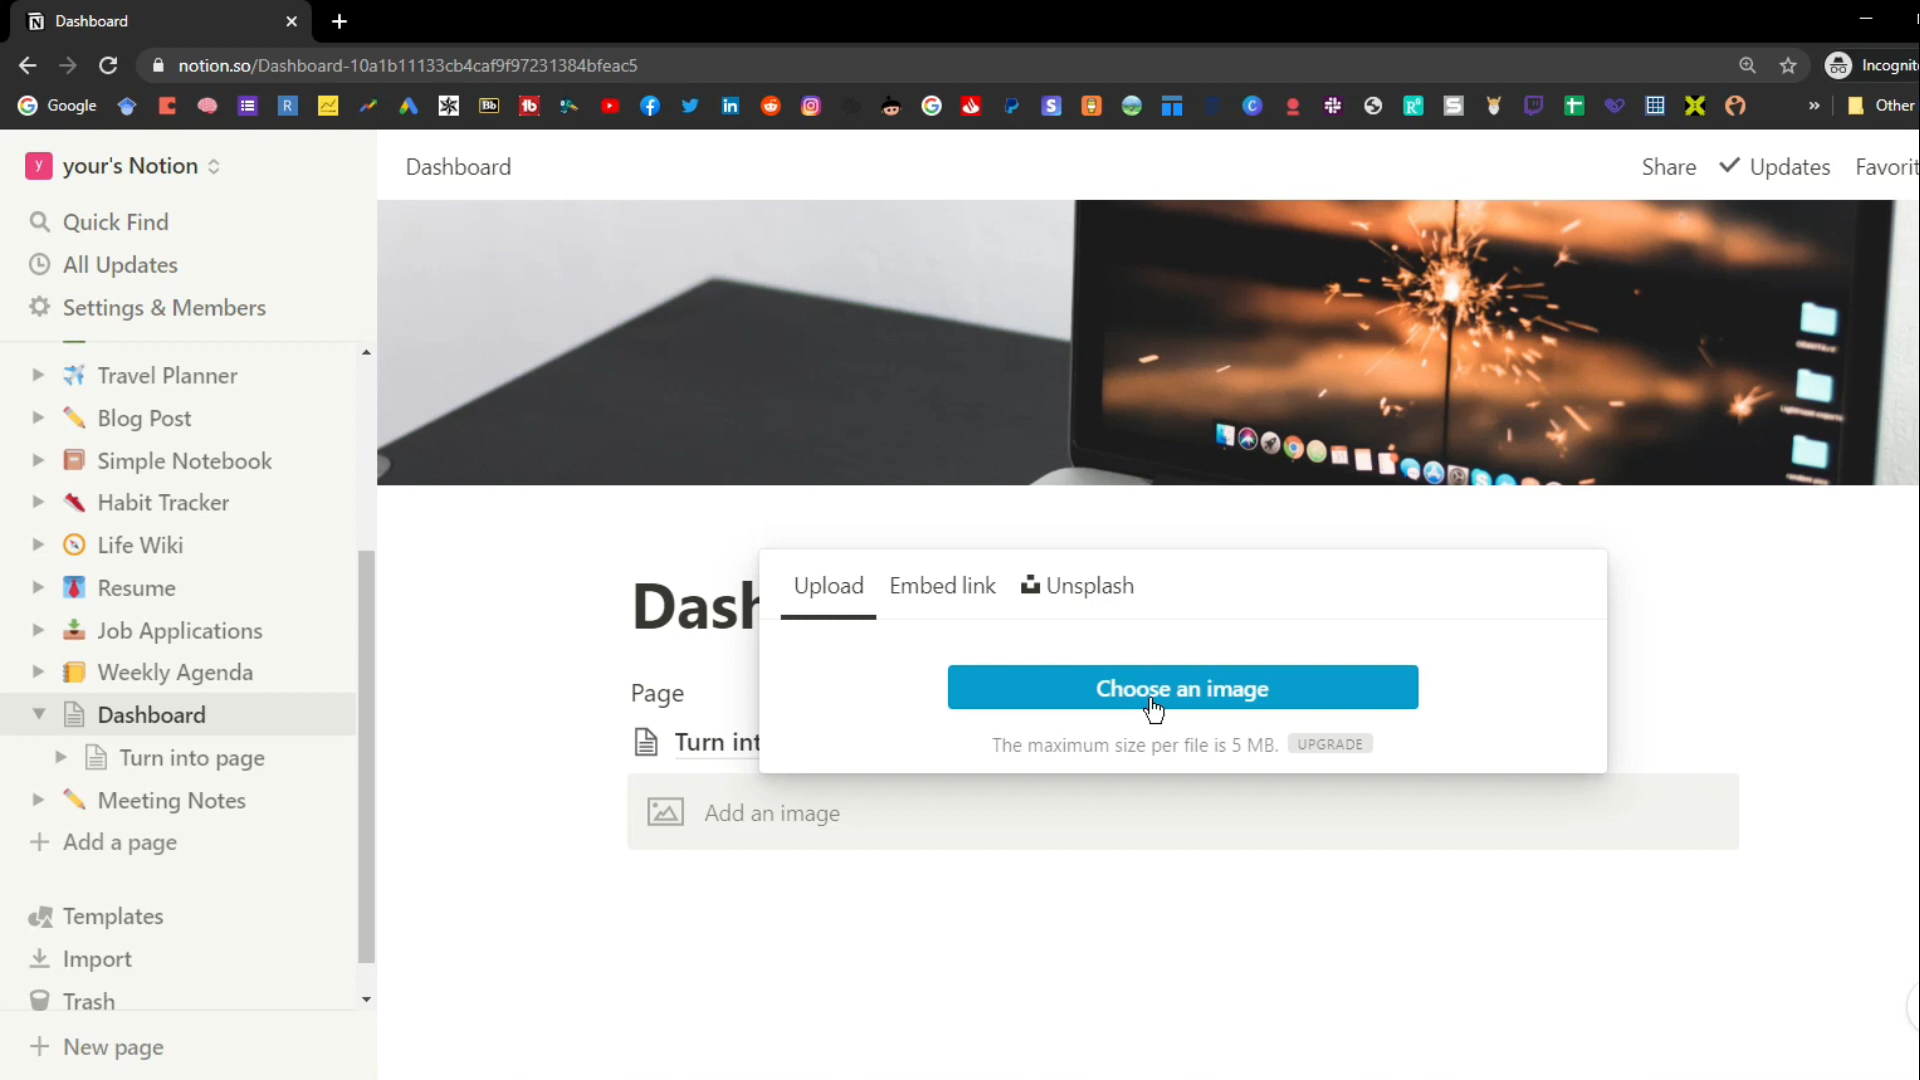 Dashboard
notion.so/Dashboard-10a1b11133cb4caf9f97231384bfeac5
Incognit
Google
Bb
R
Other
your's Notion
Dashboard
Share
Updates
Favorit
Quick Find
All Updates
Settings & Members
Travel Planner
Blog Post
Simple Notebook
Habit Tracker
Life Wiki
Resume
Job Applications
Weekly Agenda
Dashboard
Turn into page
Meeting Notes
+ Add a page
Templates
Import
Trash
+ New page
Dash
Upload
Embed link
Unsplash
Page
Choose an image
Turn int
The maximum size per file is 5 MB. UPGRADE
Add an image